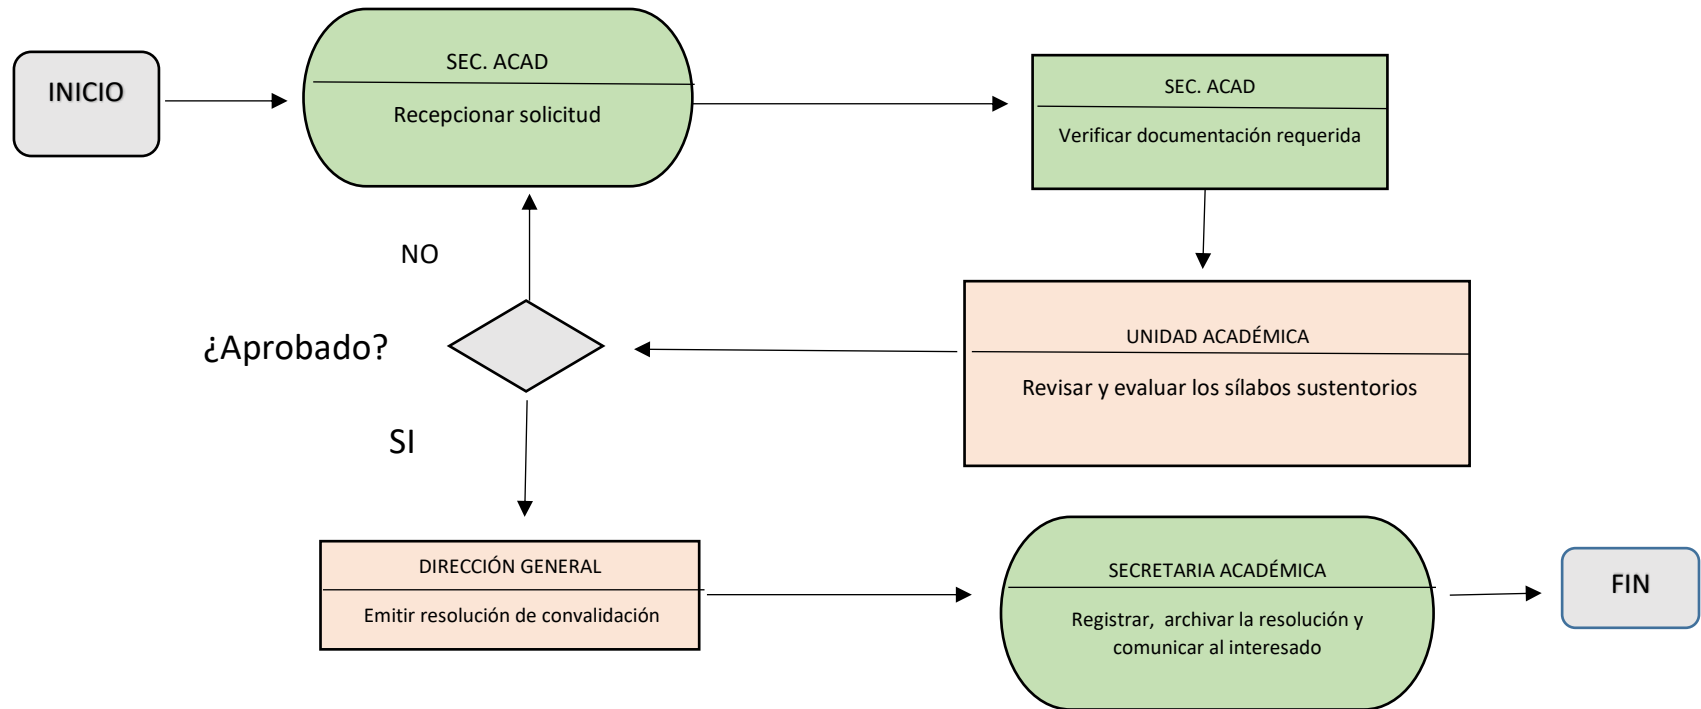 INICIO
SEC. ACAD
Recepcionar solicitud
SEC. ACAD
Verificar documentación requerida
NO
¿Aprobado?
UNIDAD ACADÉMICA
Revisar y evaluar los sílabos sustentorios
SI
DIRECCIÓN GENERAL
Emitir resolución de convalidación
SECRETARIA ACADÉMICA
Registrar, archivar la resolución y
comunicar al interesado
FIN